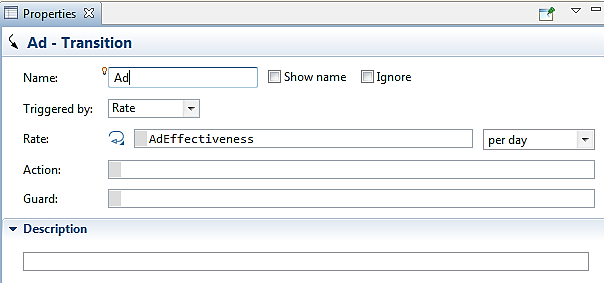 Properties
Ad - Transition
Name: Ad Show name Ignore
Triggered by: Rate
Rate: AdEffectiveness per day
Action:
Guard:
Description